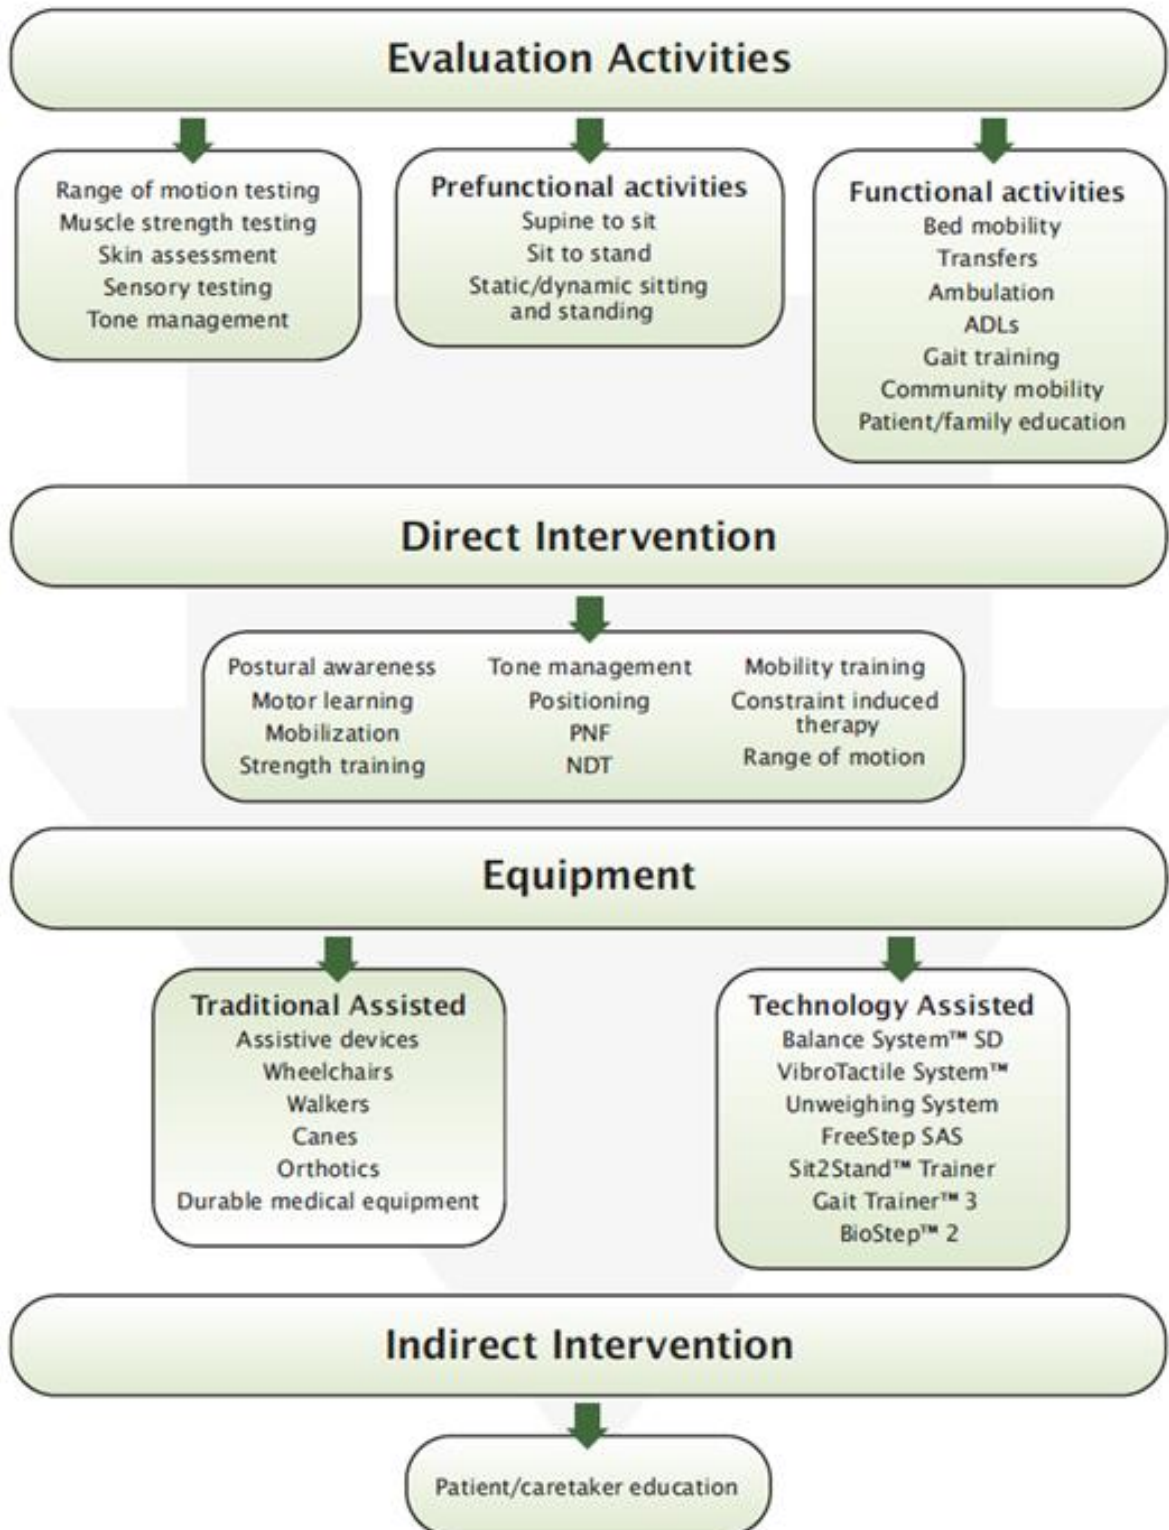 Evaluation Activities
Range of motion testing
Muscle strength testing
Skin assessment
Sensory testing
Tone management
Prefunctional activities
Supine to sit
Sit to stand
Static/dynamic sitting
and standing
Functional activities
Bed mobility
Transfers
Ambulation
ADLs
Gait training
Community mobility
Patient/family education
Direct Intervention
Postural awareness
Motor learning
Mobilization
Strength training
Tone management
Positioning
PNF
NDT
Mobility training
Constraint induced
therapy
Range of motion
Equipment
Traditional Assisted
Assistive devices
Wheelchairs
Walkers
Canes
Orthotics
Durable medical equipment
Technology Assisted
Balance System™ SD
VibroTactile System™
Unweighing System
FreeStep SAS
Sit2Stand™ Trainer
Gait Trainer™ 3
BioStep™ 2
Indirect Intervention
Patient/caretaker education